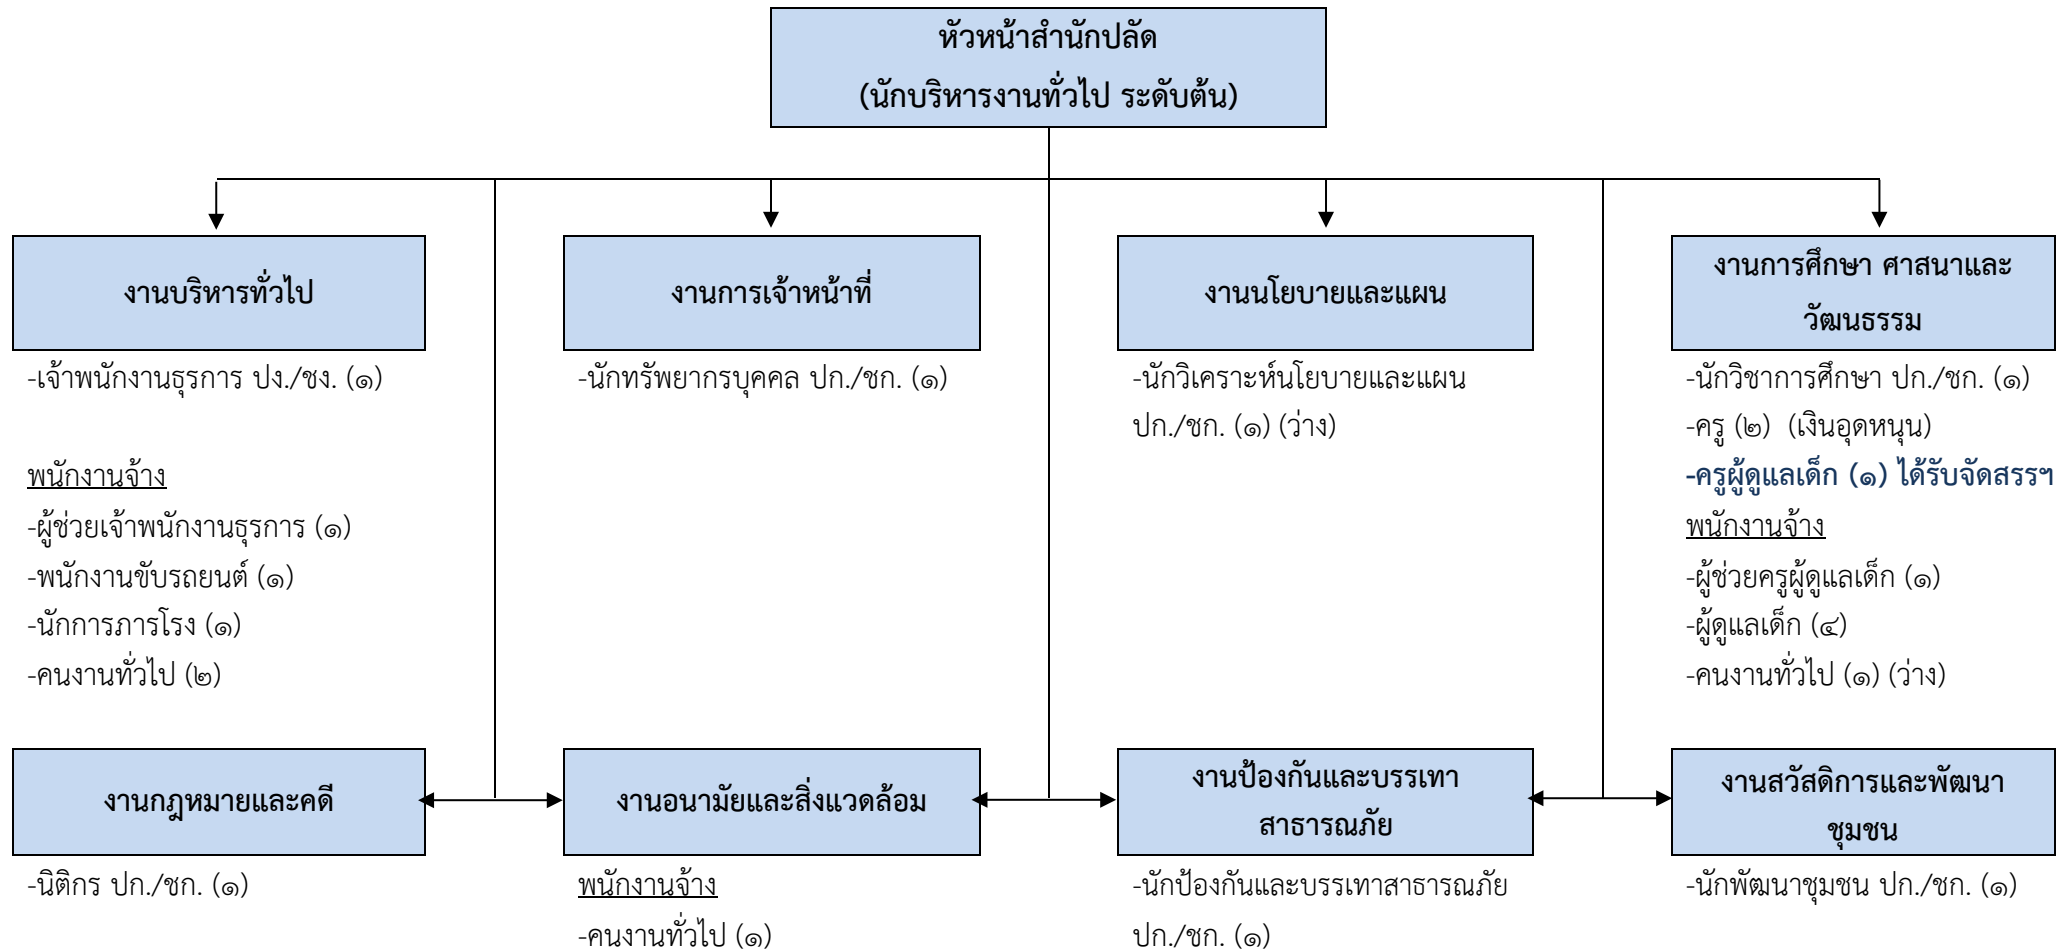 หัวหน้าสำนักปลัด
(นักบริหารงานทั่วไป ระดับต้น)
งานบริหารทั่วไป
-เจ้าพนักงานธุรการ ปง./ชง. (๑)
พนักงานจ้าง
-ผู้ช่วยเจ้าพนักงานธุรการ (๑)
-พนักงานขับรถยนต์ (๑)
-นักการภารโรง (๑)
-คนงานทั่วไป (๒)
งานการเจ้าหน้าที่
-นักทรัพยากรบุคคล ปก./ชก. (๑)
งานนโยบายและแผน
-นักวิเคราะห์นโยบายและแผน
ปก./ชก. (๑) (ว่าง)
งานการศึกษา ศาสนาและ
วัฒนธรรม
-นักวิชาการศึกษา ปก./ชก. (๑)
-ครู (๒) (เงินอุดหนุน)
-ครูผู้ดูแลเด็ก (๑) ได้รับจัดสรรฯ
พนักงานจ้าง
-ผู้ช่วยครูผู้ดูแลเด็ก (๑)
-ผู้ดูแลเด็ก (๔)
-คนงานทั่วไป (๑) (ว่าง)
งานกฎหมายและคดี
-นิติกร ปก./ชก. (๑)
งานอนามัยและสิ่งแวดล้อม
พนักงานจ้าง
-คนงานทั่วไป (๑)
งานป้องกันและบรรเทา
สาธารณภัย
-นักป้องกันและบรรเทาสาธารณภัย
ปก./ชก. (๑)
งานสวัสดิการและพัฒนา
ชุมชน
-นักพัฒนาชุมชน ปก./ชก. (๑)